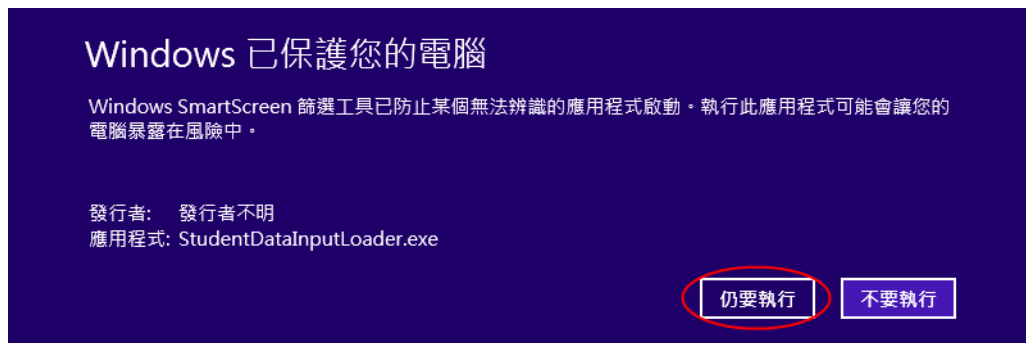 Windows 已保護您的電腦
Windows SmartScreen 篩選工具已防止某個無法辨識的應用程式啟動。執行此應用程式可能會讓您的
電腦暴露在風險中。
發行者: 發行者不明
應用程式: StudentDataInputLoader.exe
仍要執行 不要執行